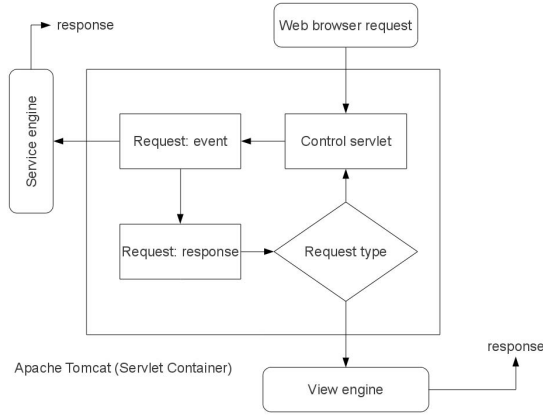 response
Web browser request
Service engine
Request: event
Control servlet
Request: response
Request type
response
Apache Tomcat (Servlet Container)
View engine